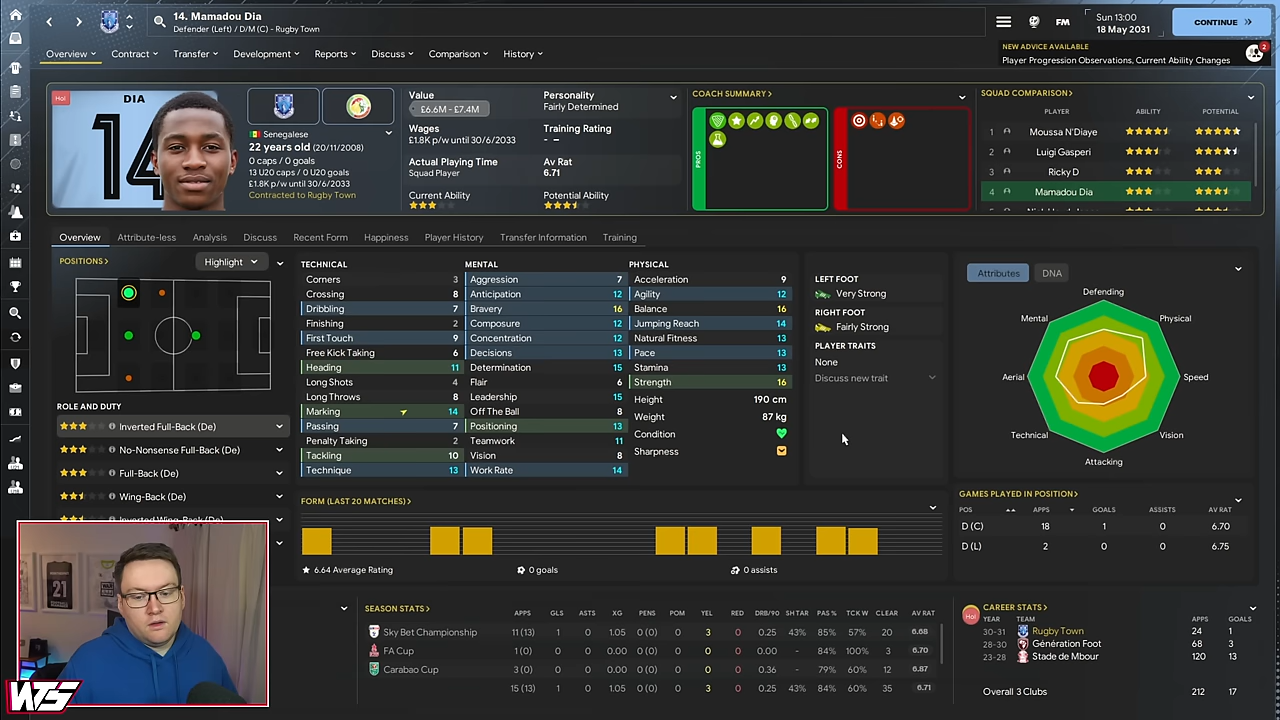 14. Mamadou Dia
Defender (Left) / D/M (C) - Rugby Town
FM
Sun 13:00
18 May 2031
CONTINUE
Overview
Contract
Transfer
Development
Reports
Discuss
Comparison
History
NEW ADVICE AVAILABLE
Player Progression Observations, Current Ability Changes
2
Hol
DIA
14
Senegalese
22 years old (20/11/2008)
0 caps / 0 goals
13 U20 caps / 0 U20 goals
£1.8K p/w until 30/6/2033
Contracted to Rugby Town
Value
£6.6M - £7.4M
Wages
£1.8K p/w until 30/6/2033
Actual Playing Time
Squad Player
Current Ability
Personality
Fairly Determined
Training Rating
- -
Av Rat
6.71
Potential Ability
COACH SUMMARY >
PROS
CONS
SQUAD COMPARISON >
PLAYER ABILITY POTENTIAL
1 Moussa N'Diaye
2 Luigi Gasperi
3 Ricky D
4 Mamadou Dia
Overview
Attribute-less
Analysis
Discuss
Recent Form
Happiness
Player History
Transfer Information
Training
POSITIONS >
Highlight
ROLE AND DUTY
Inverted Full-Back (De)
No-Nonsense Full-Back (De)
Full-Back (De)
Wing-Back (De)
Inverted Wing-Back (De)
TECHNICAL
Corners 3
Crossing 8
Dribbling 7
Finishing 2
First Touch 9
Free Kick Taking 6
Heading 11
Long Shots 4
Long Throws 8
Marking 14
Passing 7
Penalty Taking 2
Tackling 10
Technique 13
MENTAL
Aggression 7
Anticipation 12
Bravery 16
Composure 12
Concentration 12
Decisions 13
Determination 15
Flair 6
Leadership 15
Off The Ball 8
Positioning 13
Teamwork 11
Vision 8
Work Rate 14
PHYSICAL
Acceleration 9
Agility 12
Balance 16
Jumping Reach 14
Natural Fitness 13
Pace 13
Stamina 13
Strength 16
Height 190 cm
Weight 87 kg
Condition
Sharpness
LEFT FOOT
Very Strong
RIGHT FOOT
Fairly Strong
PLAYER TRAITS
None
Discuss new trait
Attributes
DNA
Defending
Physical
Speed
Vision
Attacking
Technical
Aerial
Mental
FORM (LAST 20 MATCHES) >
6.64 Average Rating
0 goals
0 assists
GAMES PLAYED IN POSITION >
POS APPS GOALS ASSISTS AV RAT
D (C) 18 1 0 6.70
D (L) 2 0 0 6.75
SEASON STATS >
APPS GLS ASTS XG PENS POM YEL RED DRB/90 SH TAR PAS % TCK W CLEAR AV RAT
Sky Bet Championship 11 (13) 1 0 1.05 0 (0) 0 3 0 0.25 43% 85% 57% 20 6.68
FA Cup 1 (0) 0 0 0.00 0 (0) 0 0 0 0.00 - 84% 100% 3 6.70
Carabao Cup 3 (0) 0 0 0.00 0 (0) 0 0 0 0.36 - 79% 60% 12 6.87
15 (13) 1 0 1.05 0 (0) 0 3 0 0.25 43% 84% 60% 35 6.71
Hol
CAREER STATS >
YEAR TEAM APPS GOALS
30-31 Rugby Town 24 1
28-30 Génération Foot 68 3
23-28 Stade de Mbour 120 13
Overall 3 Clubs 212 17
21
WTS